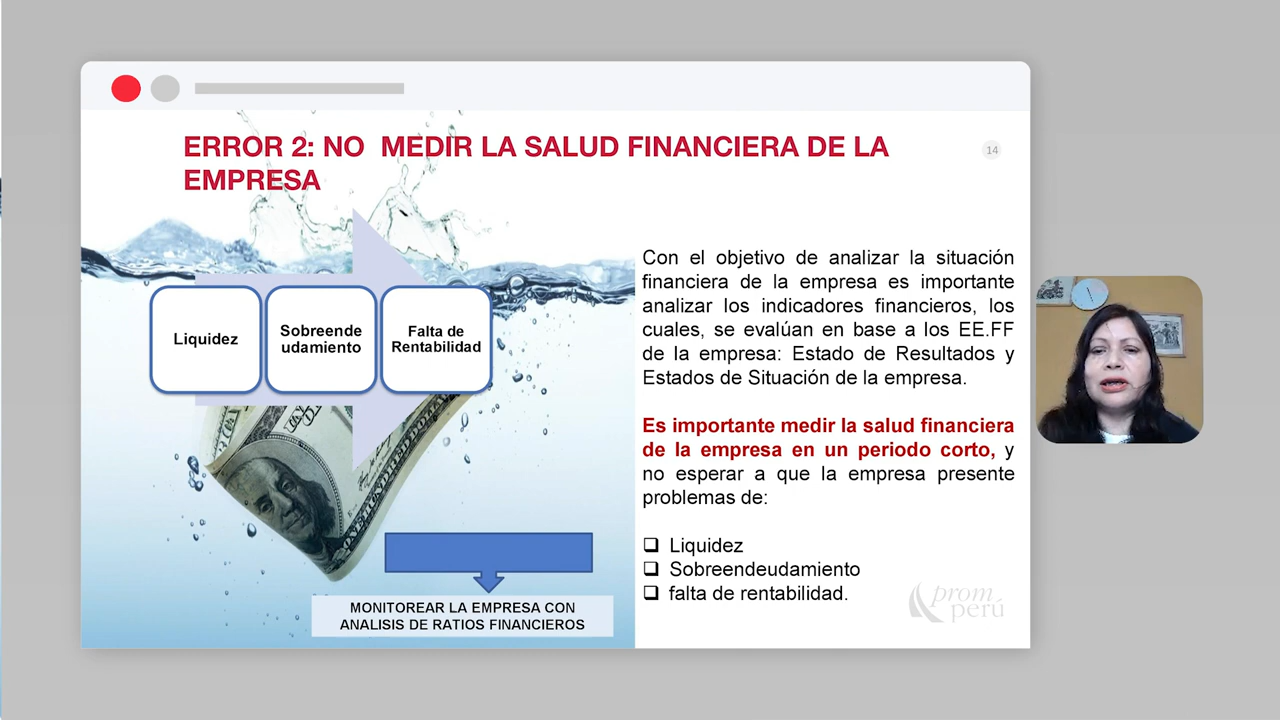 ERROR 2: NO  MEDIR LA SALUD FINANCIERA DE LA
EMPRESA
14
Liquidez
Sobreende
udamiento
Falta de
Rentabilidad
MONITOREAR LA EMPRESA CON
ANALISIS DE RATIOS FINANCIEROS
Con el objetivo de analizar la situación
financiera de la empresa es importante
analizar los indicadores financieros, los
cuales, se evalúan en base a los EE.FF
de la empresa: Estado de Resultados y
Estados de Situación de la empresa.
Es importante medir la salud financiera
de la empresa en un periodo corto, y
no esperar a que la empresa presente
problemas de:
❑ Liquidez
❑ Sobreendeudamiento
❑ falta de rentabilidad.
prom
perú